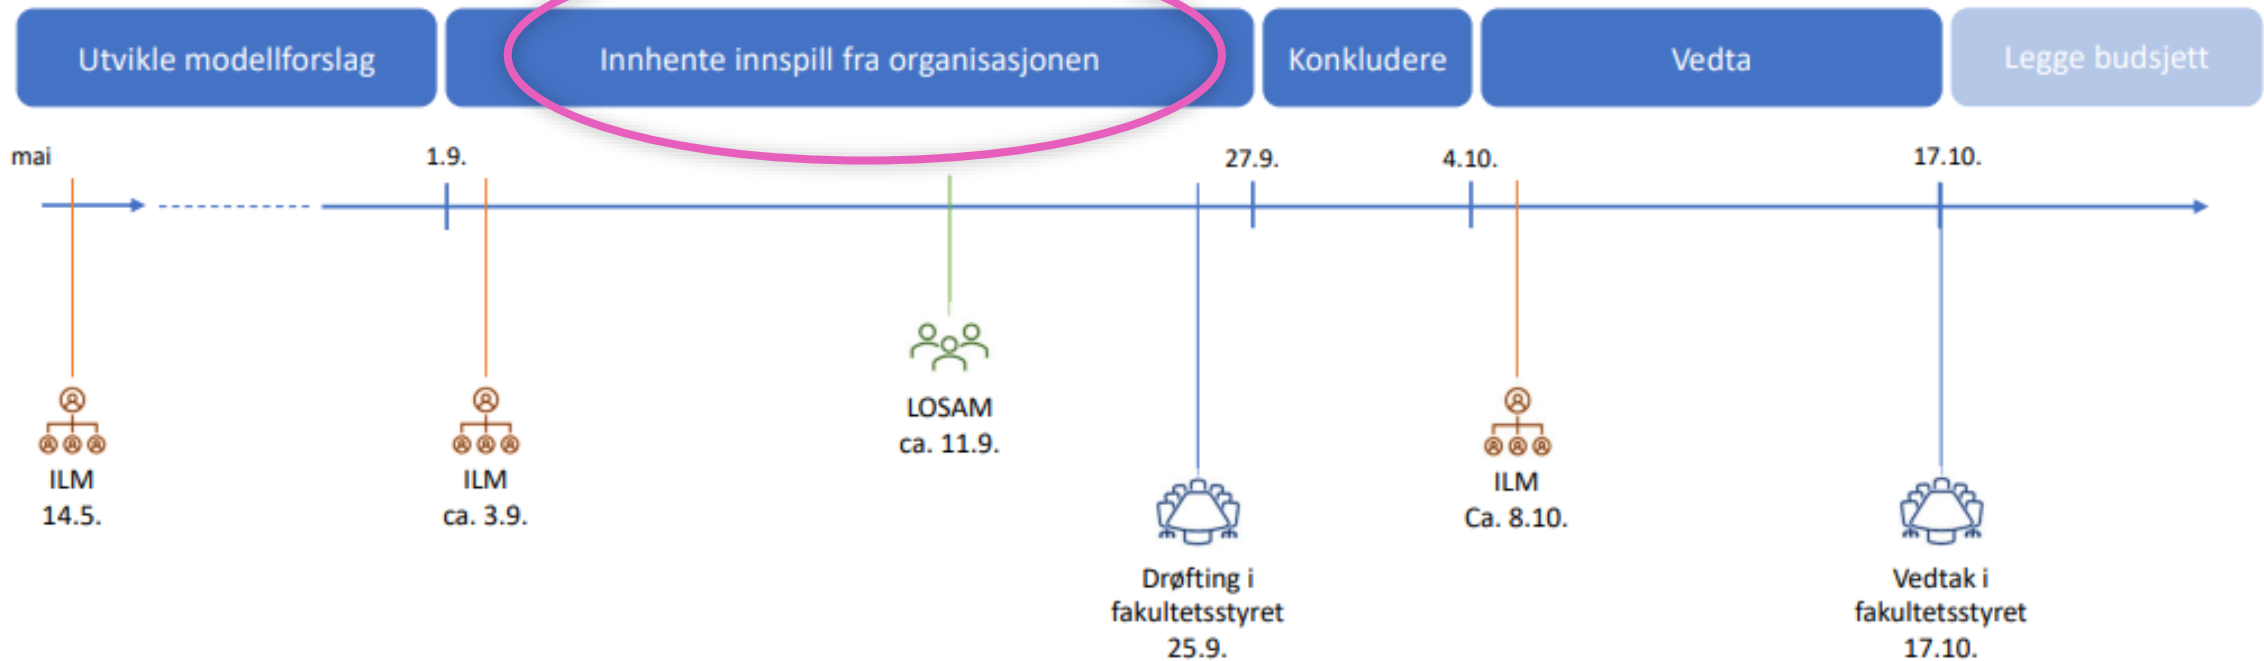 Utvikle modellforslag
Innhente innspill fra organisasjonen
Konkludere
Vedta
Legge budsjett
mai
1.9.
27.9.
4.10.
17.10.
ILM
14.5.
ILM
ca. 3.9.
LOSAM
ca. 11.9.
Drøfting i
fakultetsstyret
25.9.
ILM
Ca. 8.10.
Vedtak i
fakultetsstyret
17.10.